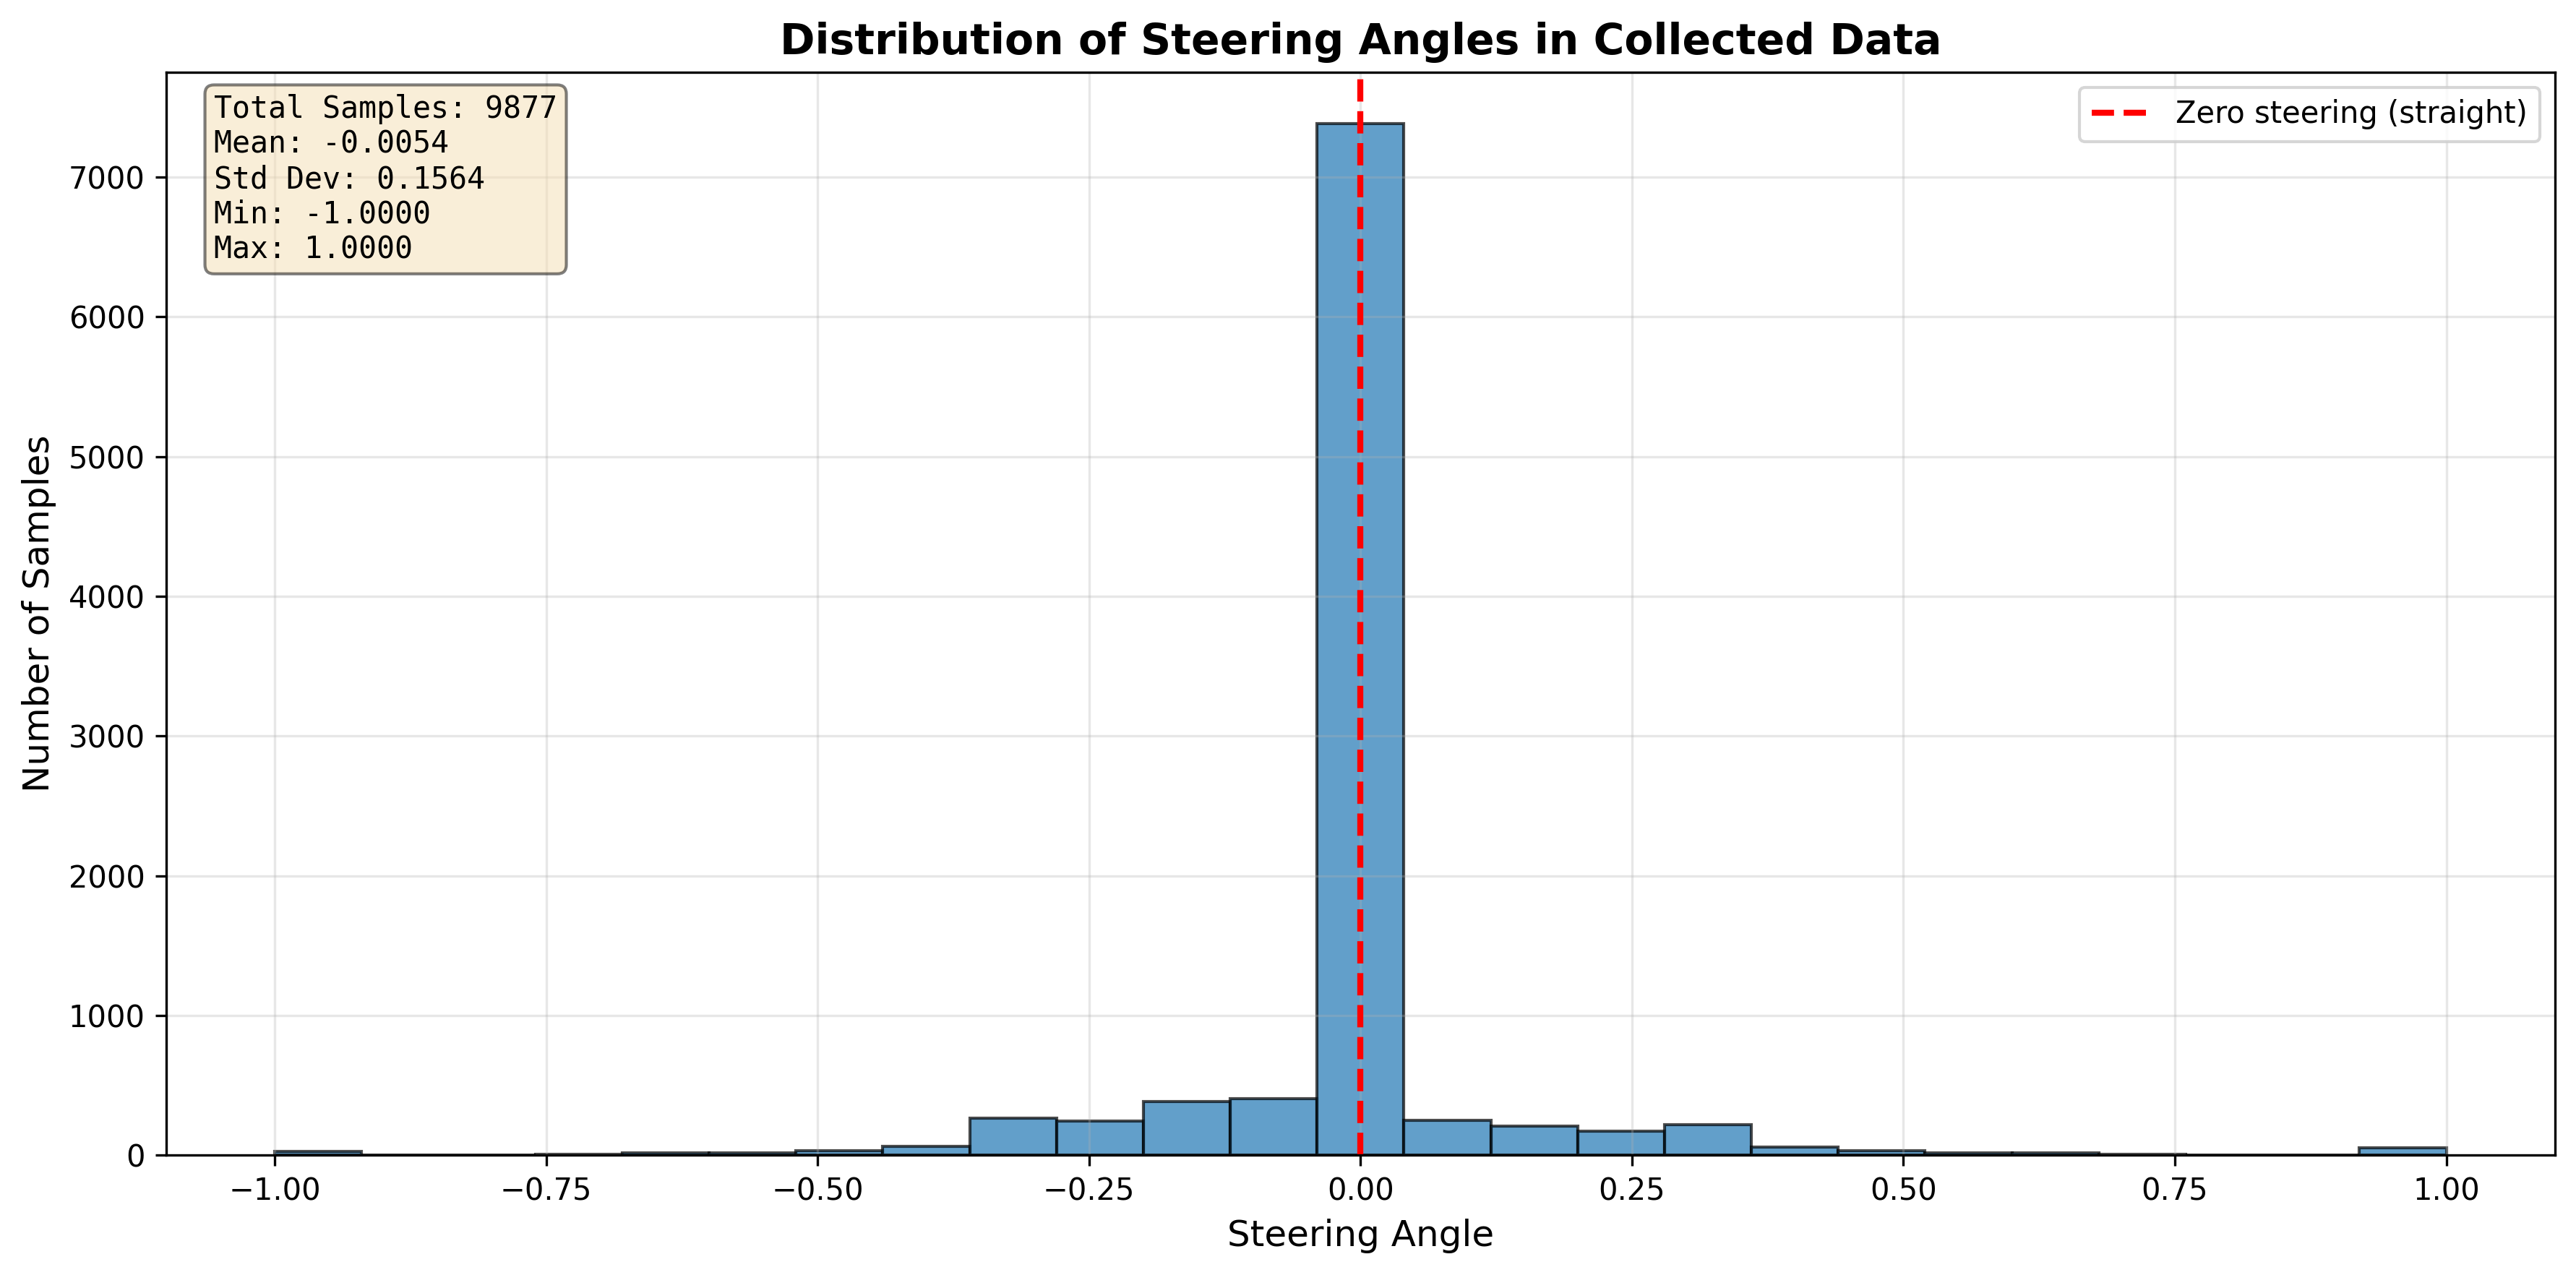 Distribution of Steering Angles in Collected Data
Total Samples: 9877
Mean: -0.0054
Std Dev: 0.1564
Min: -1.0000
Max: 1.0000
Zero steering (straight)
Number of Samples
7000
6000
5000
4000
3000
2000
1000
0
−1.00
−0.75
−0.50
−0.25
0.00
0.25
0.50
0.75
1.00
Steering Angle